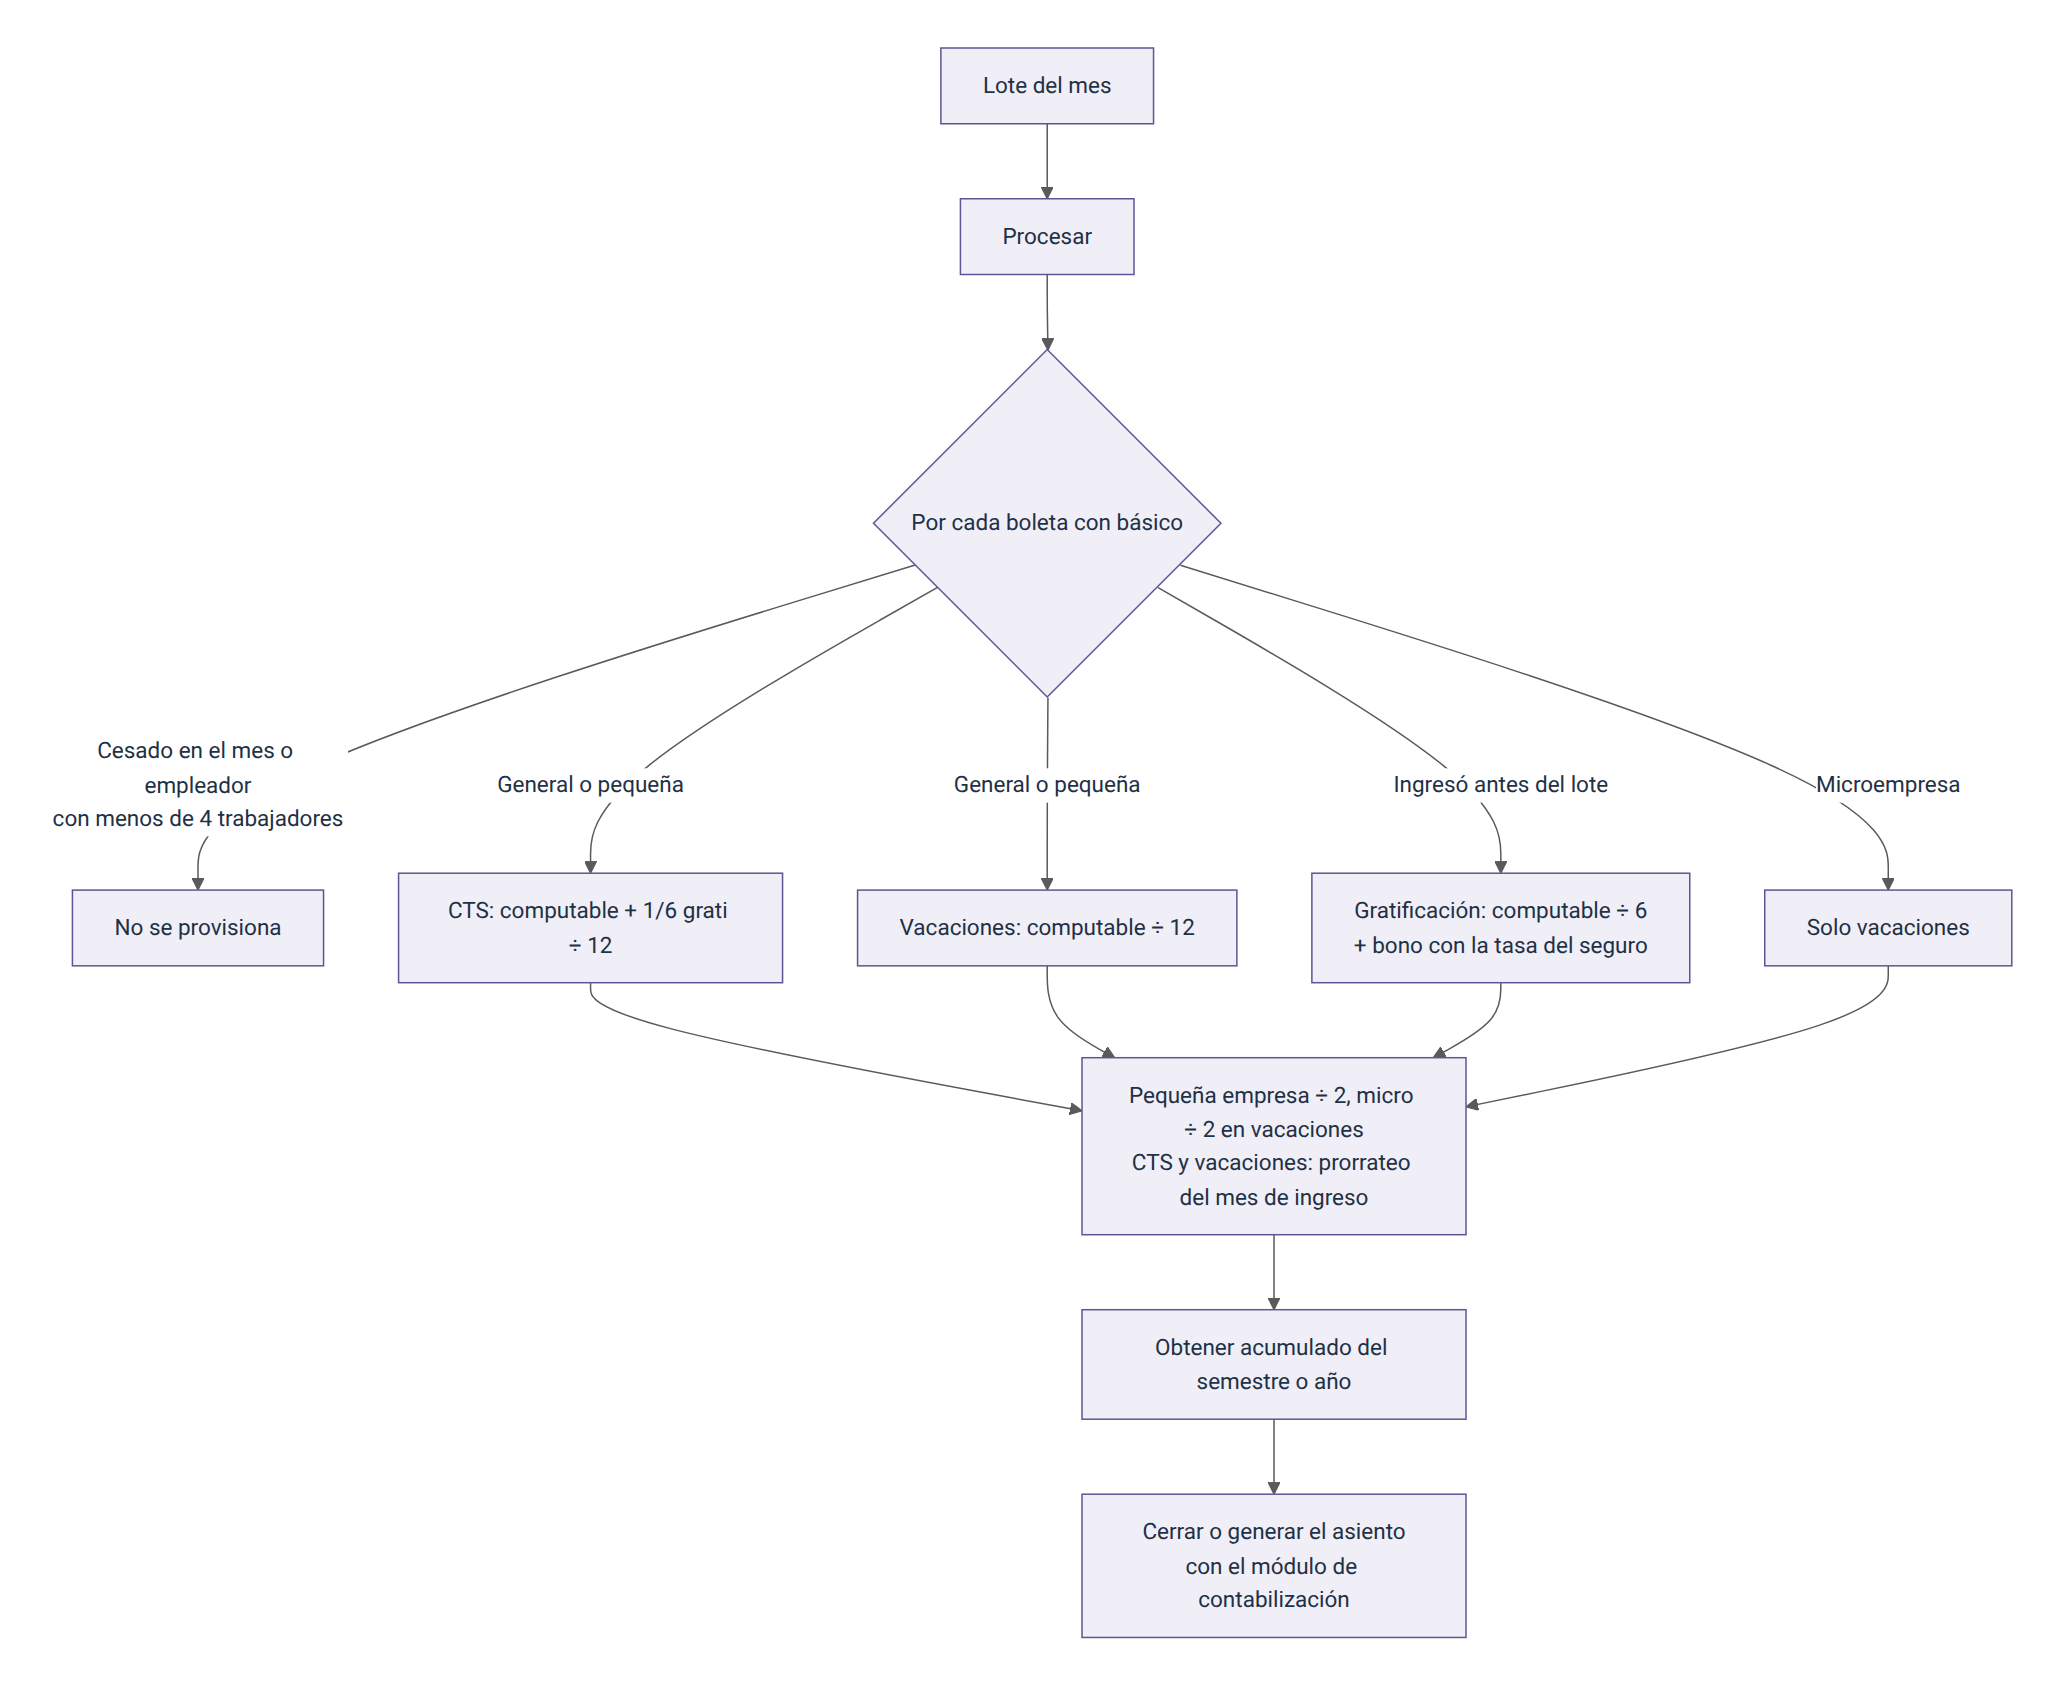 Lote del mes
Procesar
Por cada boleta con básico
Cesado en el mes o
empleador
con menos de 4 trabajadores
General o pequeña
General o pequeña
Ingresó antes del lote
Microempresa
No se provisiona
CTS: computable + 1/6 grati
÷ 12
Vacaciones: computable ÷ 12
Gratificación: computable ÷ 6
+ bono con la tasa del seguro
Solo vacaciones
Pequeña empresa ÷ 2, micro
÷ 2 en vacaciones
CTS y vacaciones: prorrateo
del mes de ingreso
Obtener acumulado del
semestre o año
Cerrar o generar el asiento
con el módulo de
contabilización